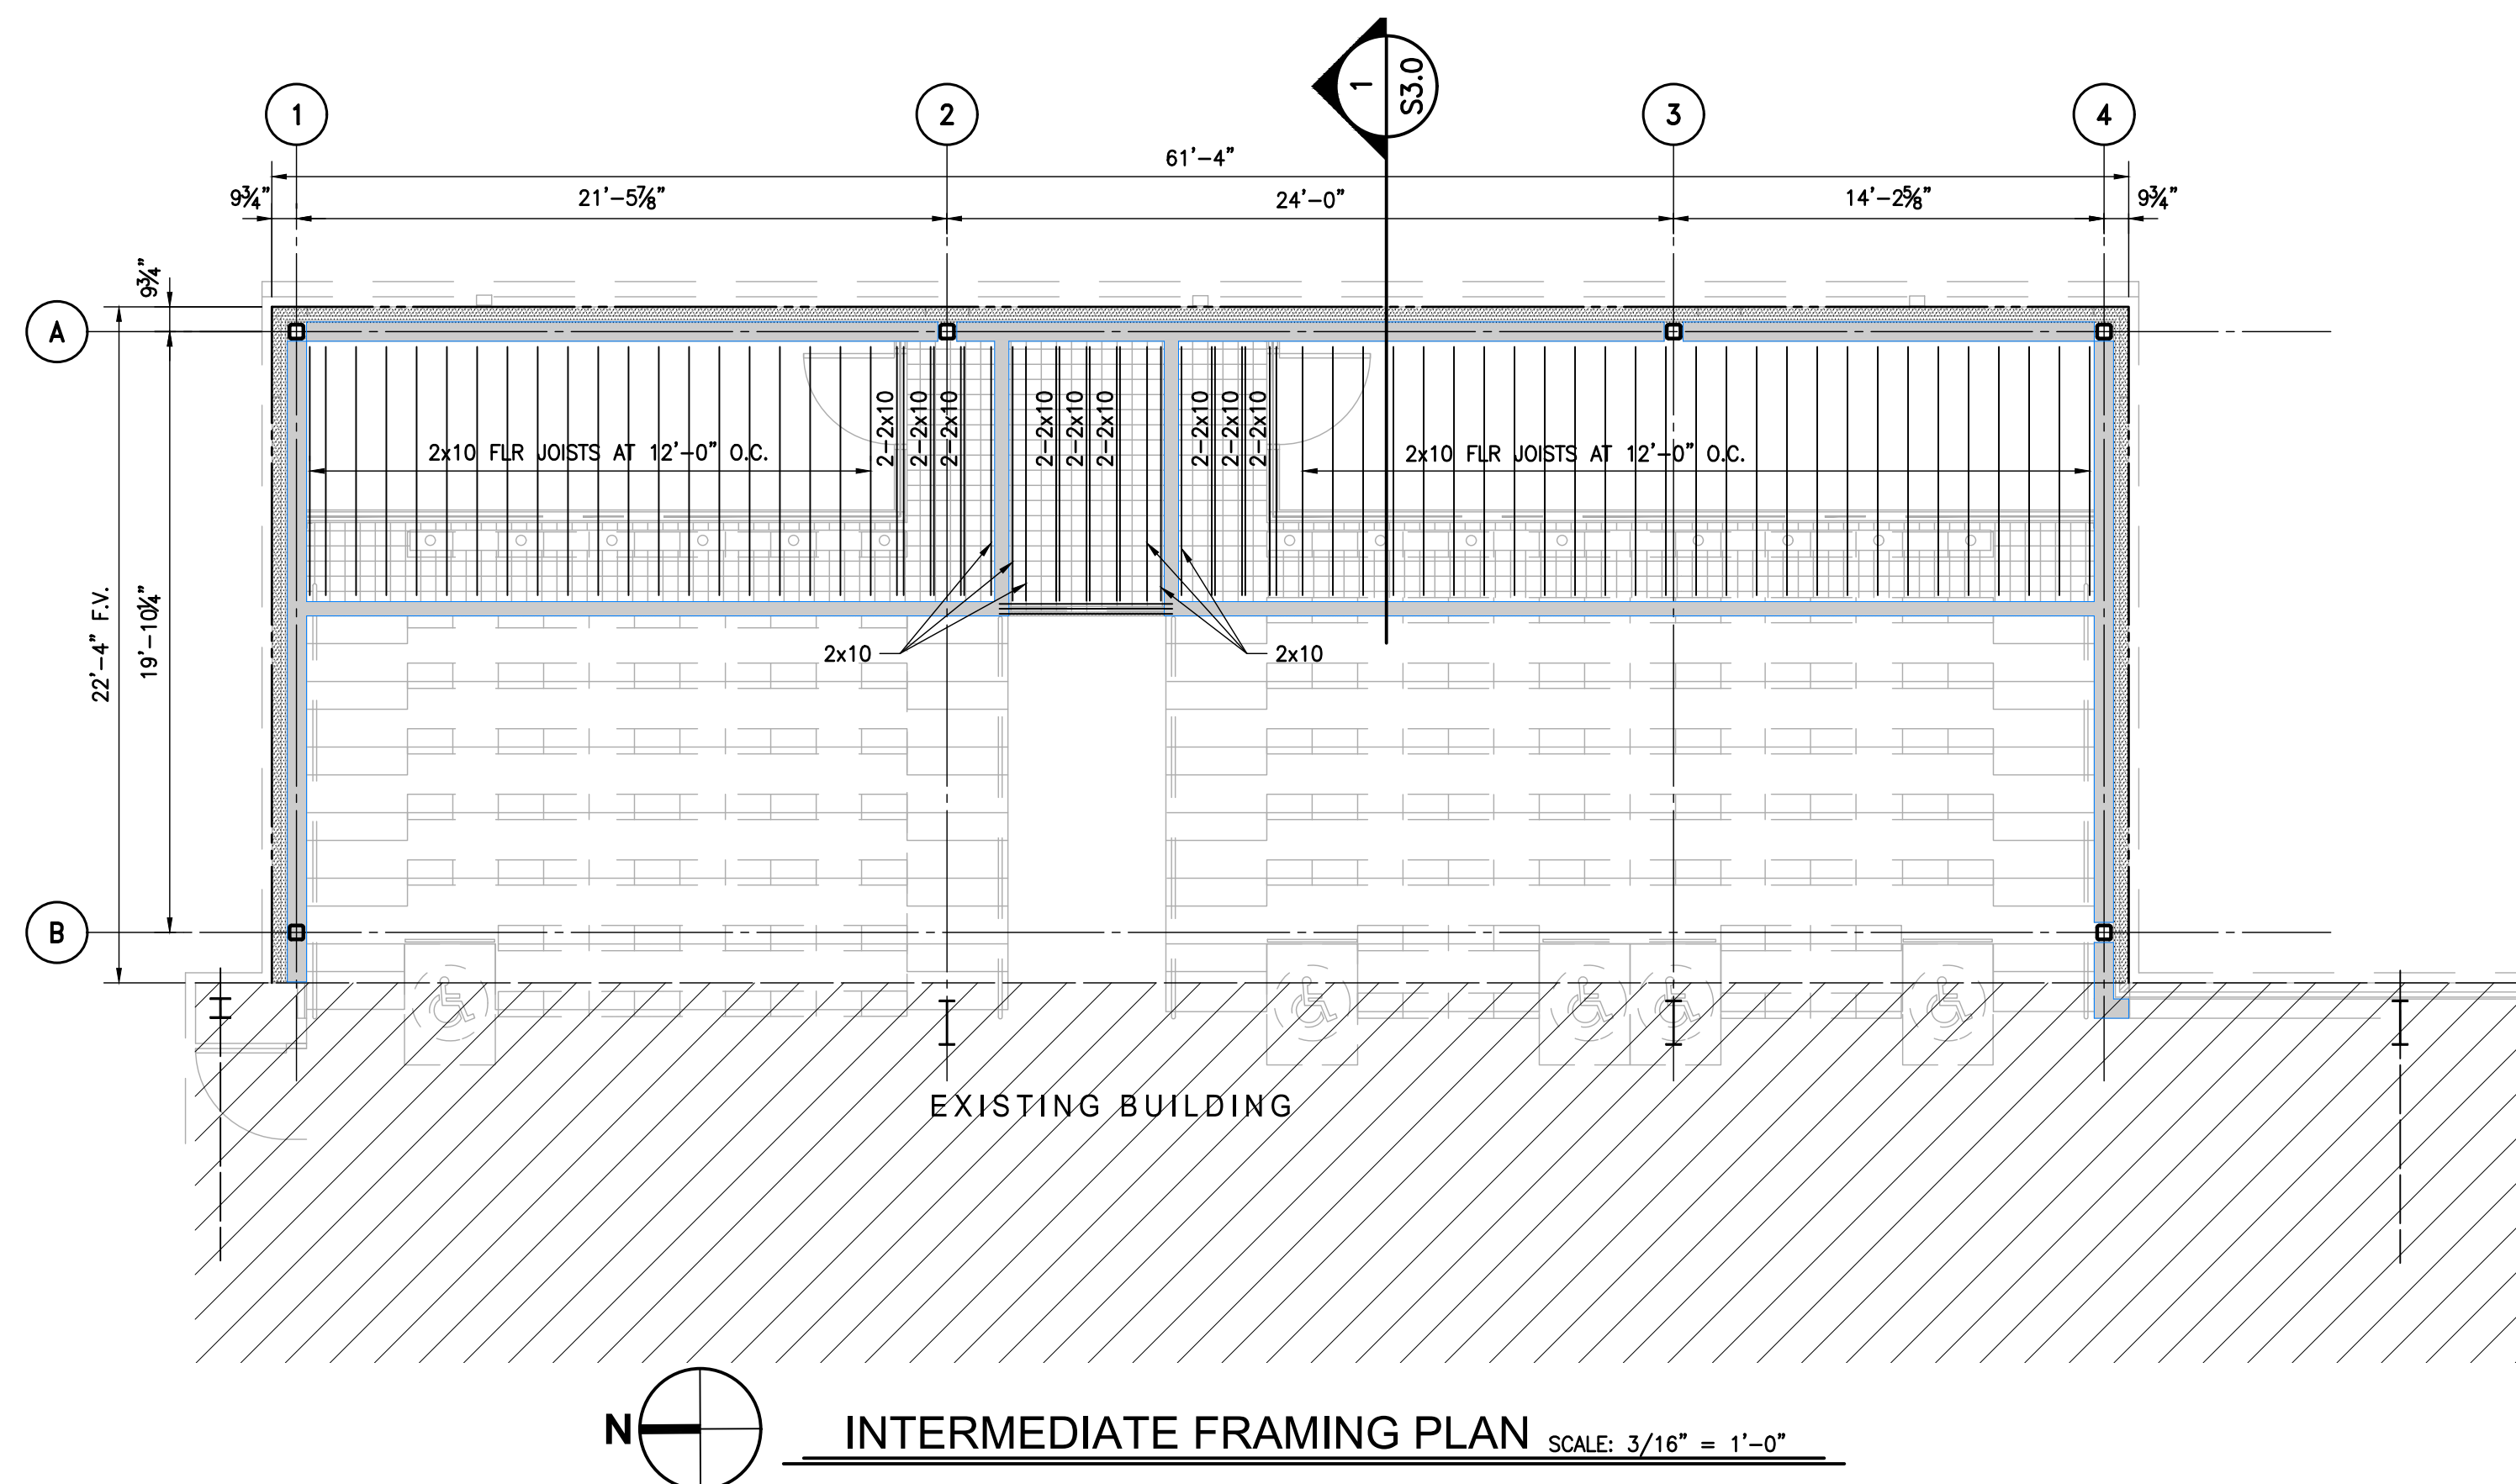 1
S3.0
1
2
3
4
61'-4"
9¾"
21'-5⅞"
24'-0"
14'-2⅝"
9¾"
9¾"
A
2-2x10
2-2x10
2-2x10
2-2x10
2-2x10
2-2x10
2-2x10
2-2x10
2-2x10
2x10 FLR JOISTS AT 12'-0" O.C.
2x10 FLR JOISTS AT 12'-0" O.C.
22'-4" F.V.
19'-10¼"
2x10
2x10
B
EXISTING BUILDING
N
INTERMEDIATE FRAMING PLAN SCALE: 3/16" = 1'-0"